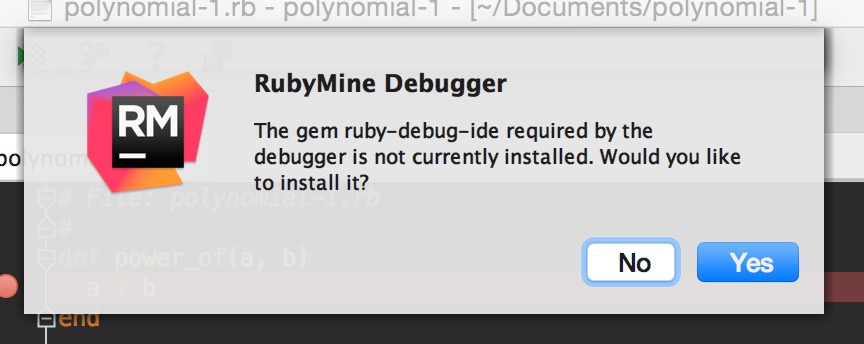 polynomial-1.rb - polynomial-1 - [~/Documents/polynomial-1]
RubyMine Debugger
RM
The gem ruby-debug-ide required by the
debugger is not currently installed. Would you like
to install it?
No
Yes
polynom
# File: polynomial-1.rb
#
def power_of(a, b)
a * b
end